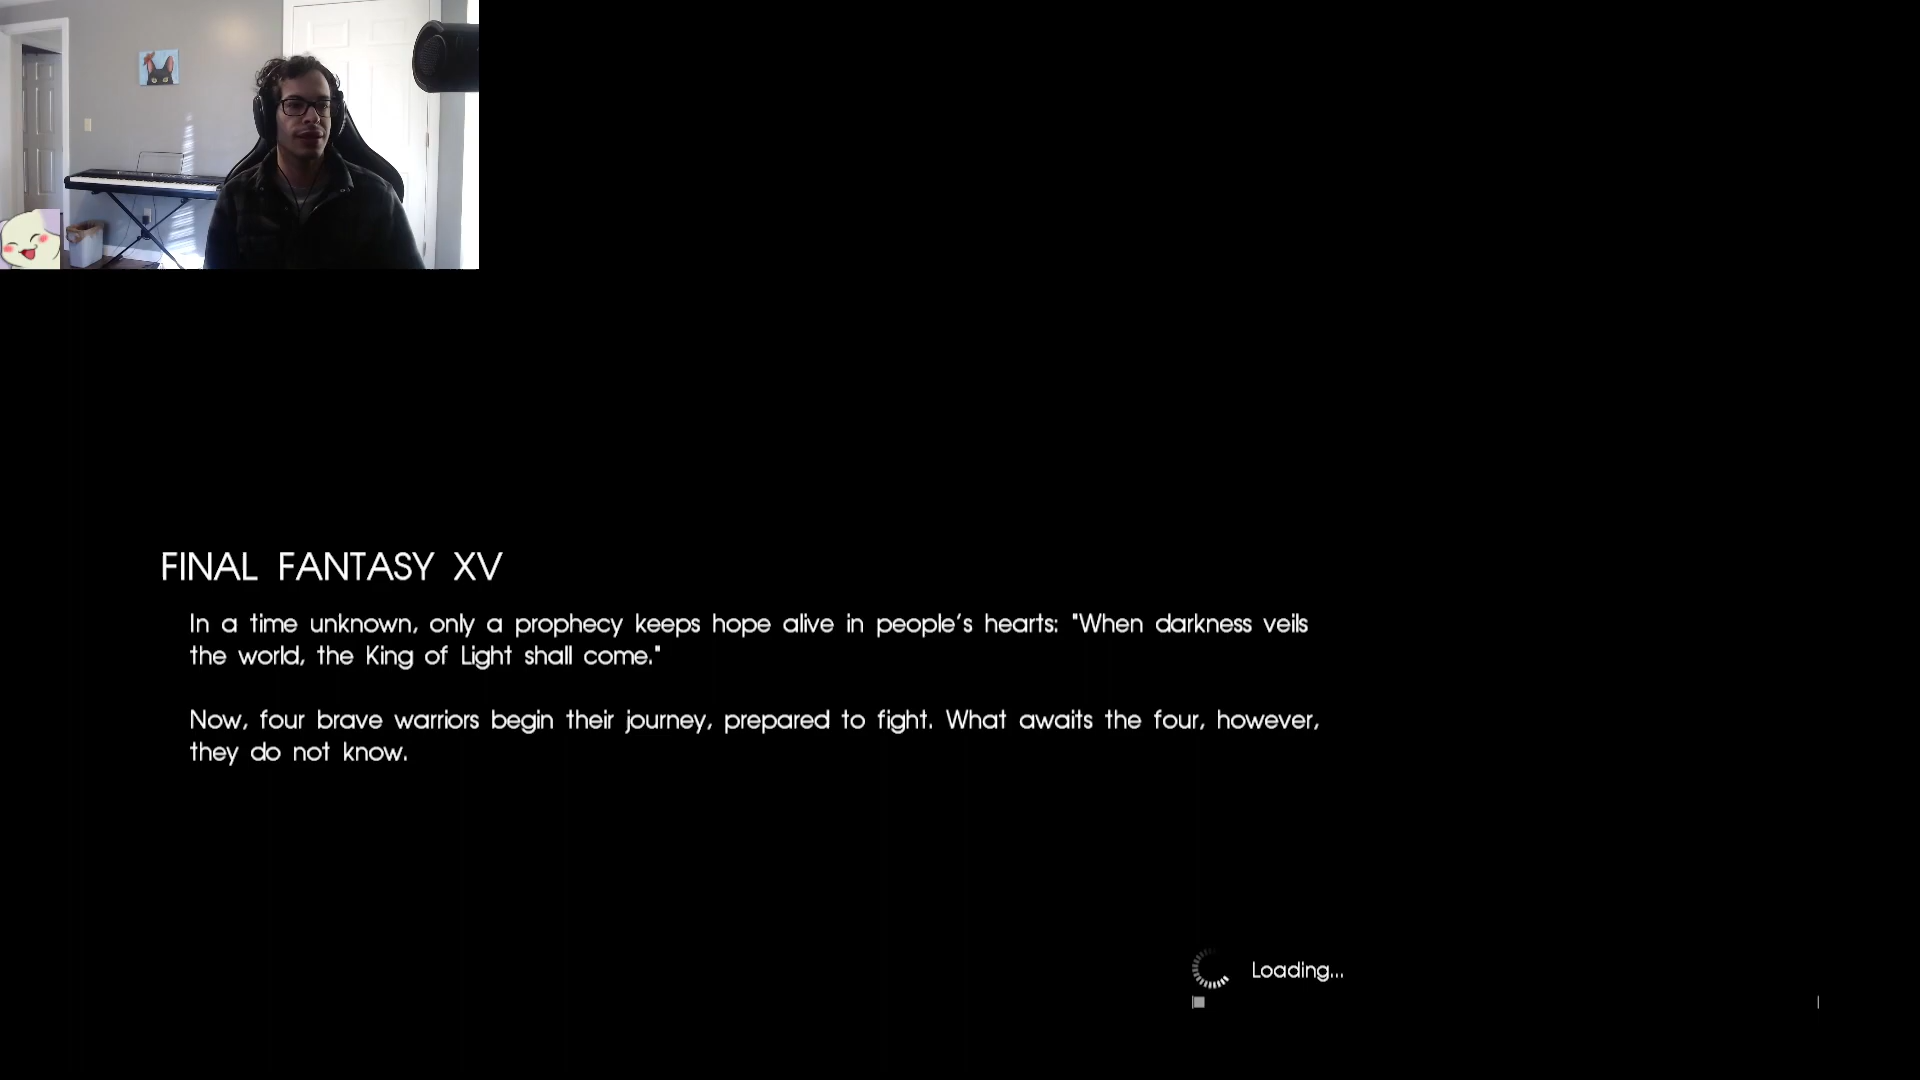 FINAL FANTASY XV
In a time unknown, only a prophecy keeps hope alive in people's hearts: "When darkness veils
the world, the King of Light shall come."
Now, four brave warriors begin their journey, prepared to fight. What awaits the four, however,
they do not know.
Loading...